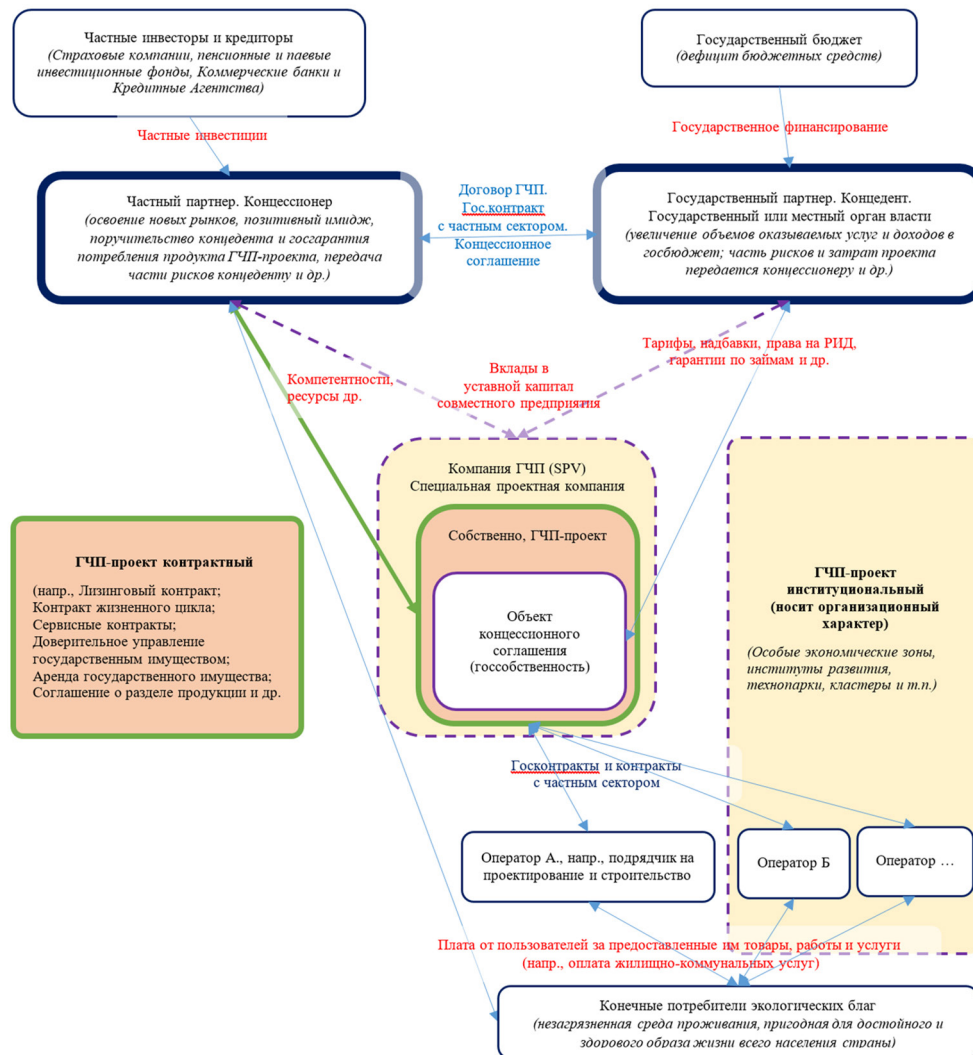 Частные инвесторы и кредиторы
(Страховые компании, пенсионные и паевые
инвестиционные фонды, Коммерческие банки и
Кредитные Агентства)
Государственный бюджет
(дефицит бюджетных средств)
Частные инвестиции
Государственное финансирование
Частный партнер. Концессионер
(освоение новых рынков, позитивный имидж,
поручительство концедента и госгарантия
потребления продукта ГЧП-проекта, передача
части рисков концеденту и др.)
Договор ГЧП.
Гос.контракт
с частным сектором.
Концессионное
соглашение
Государственный партнер. Концедент.
Государственный или местный орган власти
(увеличение объемов оказываемых услуг и доходов в
госбюджет; часть рисков и затрат проекта
передается концессионеру и др.)
Компетентности,
ресурсы др.
Вклады в
уставной капитал
совместного предприятия
Тарифы, надбавки, права на РИД,
гарантии по займам и др.
Компания ГЧП (SPV)
Специальная проектная компания
Собственно, ГЧП-проект
Объект
концессионного
соглашения
(госсобственность)
ГЧП-проект контрактный
(напр., Лизинговый контракт;
Контракт жизненного цикла;
Сервисные контракты;
Доверительное управление
государственным имуществом;
Аренда государственного имущества;
Соглашение о разделе продукции и др.
ГЧП-проект
институциональный
(носит организационный
характер)
(Особые экономические зоны,
институты развития,
технопарки, кластеры и т.п.)
Госконтракты и контракты
с частным сектором
Оператор А., напр., подрядчик на
проектирование и строительство
Оператор Б
Оператор …
Плата от пользователей за предоставленные им товары, работы и услуги
(напр., оплата жилищно-коммунальных услуг)
Конечные потребители экологических благ
(незагрязненная среда проживания, пригодная для достойного и
здорового образа жизни всего населения страны)